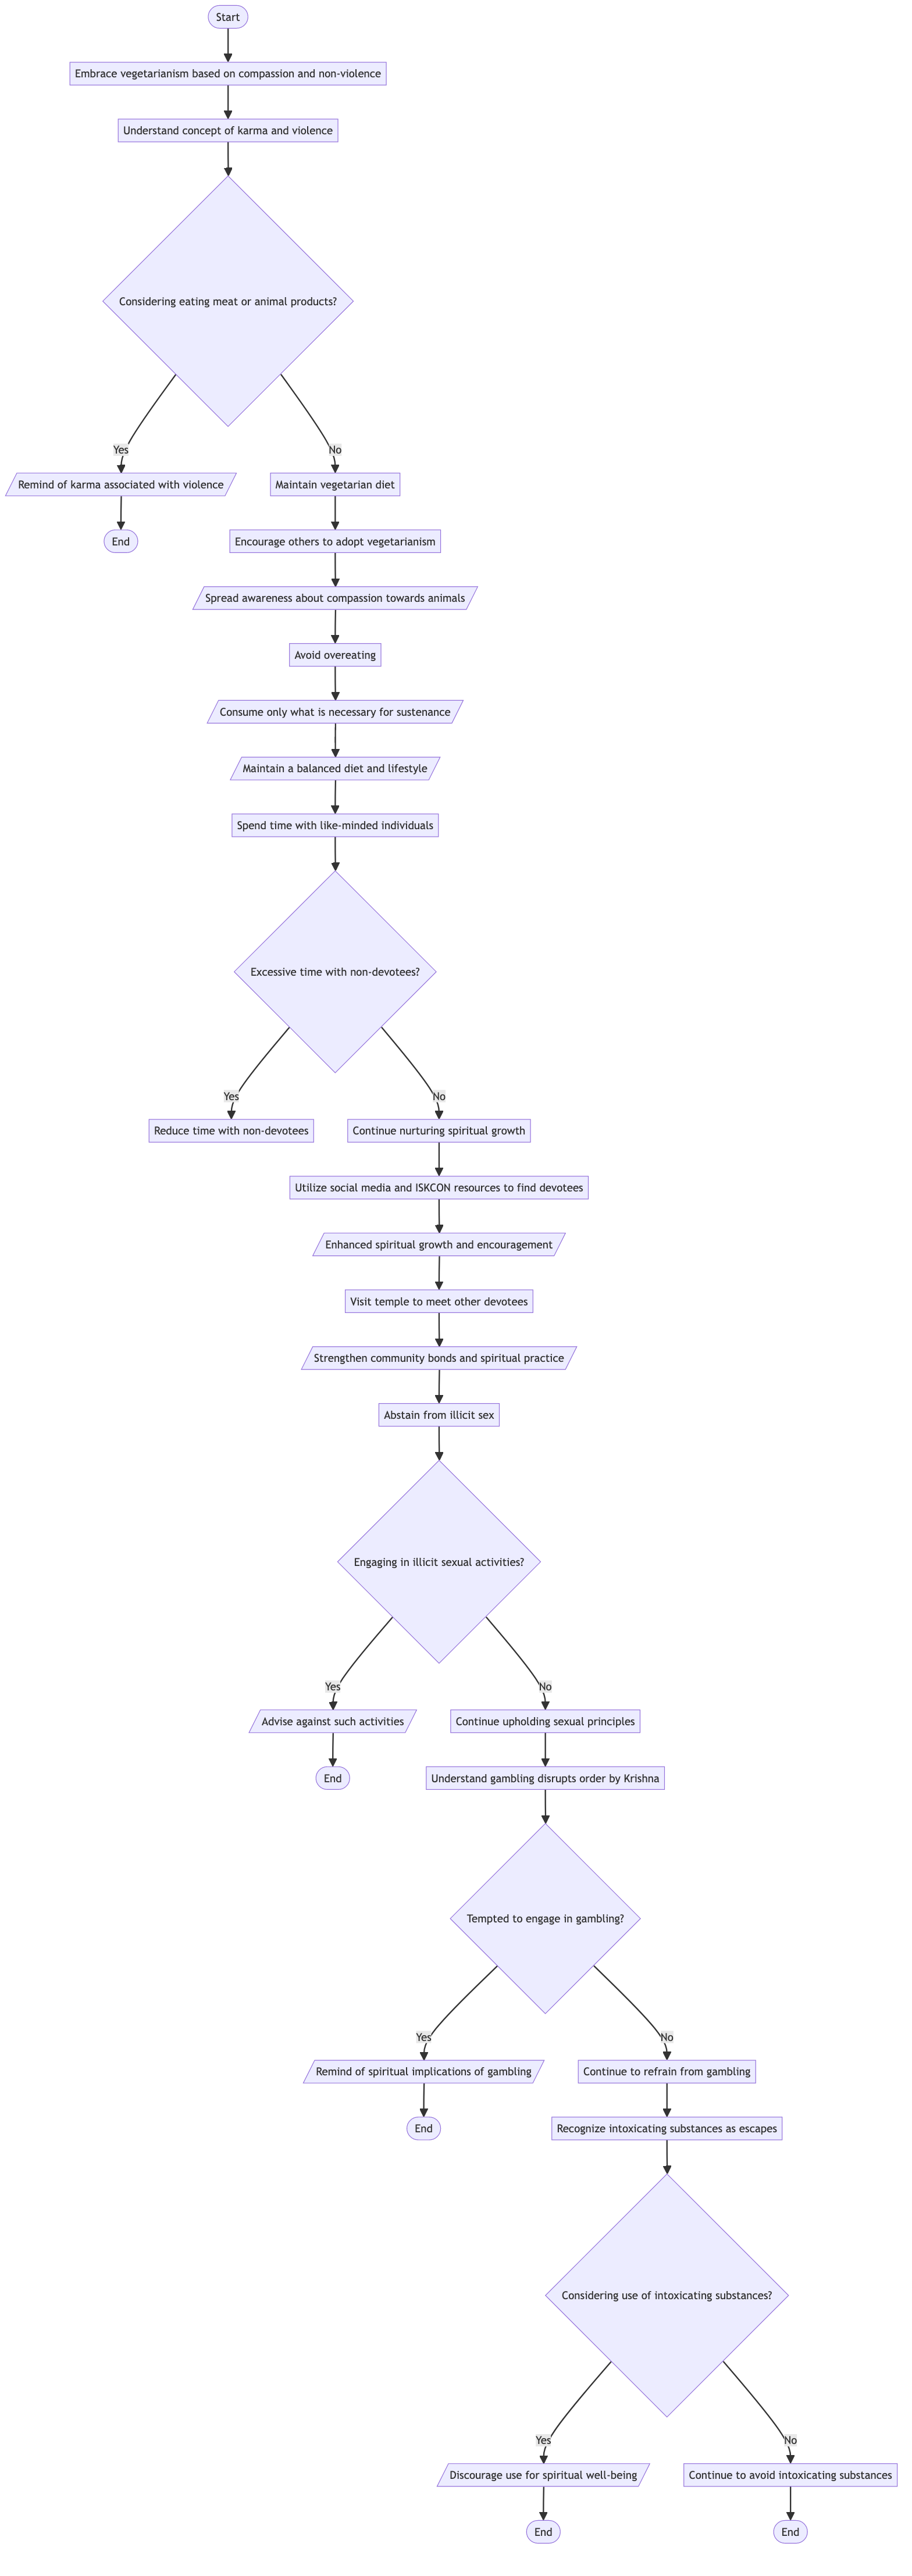 Start
Embrace vegetarianism based on compassion and non-violence
Understand concept of karma and violence
Considering eating meat or animal products?
Yes
No
Remind of karma associated with violence
Maintain vegetarian diet
End
Encourage others to adopt vegetarianism
Spread awareness about compassion towards animals
Avoid overeating
Consume only what is necessary for sustenance
Maintain a balanced diet and lifestyle
Spend time with like-minded individuals
Excessive time with non-devotees?
Yes
No
Reduce time with non-devotees
Continue nurturing spiritual growth
Utilize social media and ISKCON resources to find devotees
Enhanced spiritual growth and encouragement
Visit temple to meet other devotees
Strengthen community bonds and spiritual practice
Abstain from illicit sex
Engaging in illicit sexual activities?
Yes
No
Advise against such activities
Continue upholding sexual principles
End
Understand gambling disrupts order by Krishna
Tempted to engage in gambling?
Yes
No
Remind of spiritual implications of gambling
Continue to refrain from gambling
End
Recognize intoxicating substances as escapes
Considering use of intoxicating substances?
Yes
No
Discourage use for spiritual well-being
Continue to avoid intoxicating substances
End
End